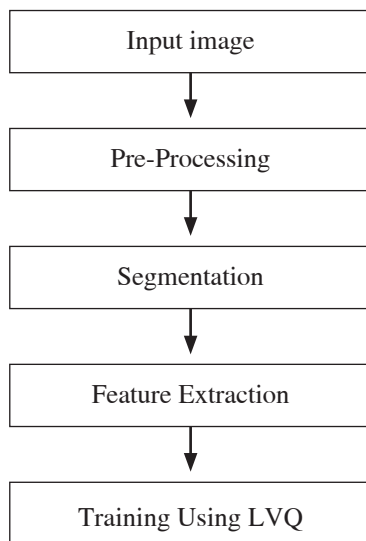 Input image
Pre-Processing
Segmentation
Feature Extraction
Training Using LVQ